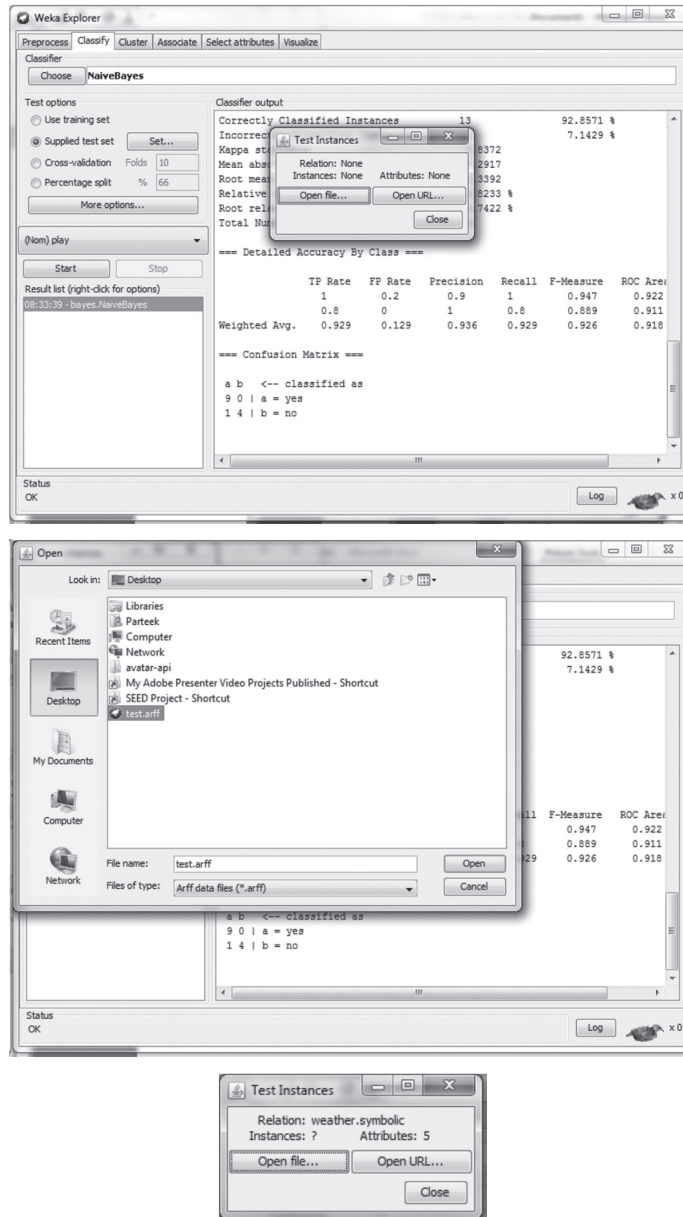 Weka Explorer
Preprocess Classify Cluster Associate Select attributes Visualize
Classifier
Choose NaiveBayes
Test options
Use training set
Supplied test set Set...
Cross-validation Folds 10
Percentage split % 66
More options...
(Nom) play
Start Stop
Result list (right-click for options)
08:33:39 - bayes.NaiveBayes
Classifier output
Correctly Classified Instances 13 92.8571 %
Incorrect 7.1429 %
Kappa sta 8372
Mean abso 2917
Root mean 3392
Relative 8233 %
Root rela 7422 %
Total Num
Test Instances
Relation: None
Instances: None Attributes: None
Open file... Open URL...
Close
=== Detailed Accuracy By Class ===
TP Rate FP Rate Precision Recall F-Measure ROC Area
1 0.2 0.9 1 0.947 0.922
0.8 0 1 0.8 0.889 0.911
Weighted Avg. 0.929 0.129 0.936 0.929 0.926 0.918
=== Confusion Matrix ===
a b <-- classified as
9 0 | a = yes
1 4 | b = no
Status
OK
Log x 0
Open
Look in: Desktop
Recent Items
Desktop
My Documents
Computer
Network
Libraries
Parteek
Computer
Network
avatar-api
My Adobe Presenter Video Projects Published - Shortcut
SEED Project - Shortcut
test.arff
File name: test.arff Open
Files of type: Arff data files (*.arff) Cancel
92.8571 %
7.1429 %
ll F-Measure ROC Area
0.947 0.922
0.889 0.911
929 0.926 0.918
a b <-- classified as
9 0 | a = yes
1 4 | b = no
Status
OK
Log x 0
Test Instances
Relation: weather.symbolic
Instances: ? Attributes: 5
Open file... Open URL...
Close